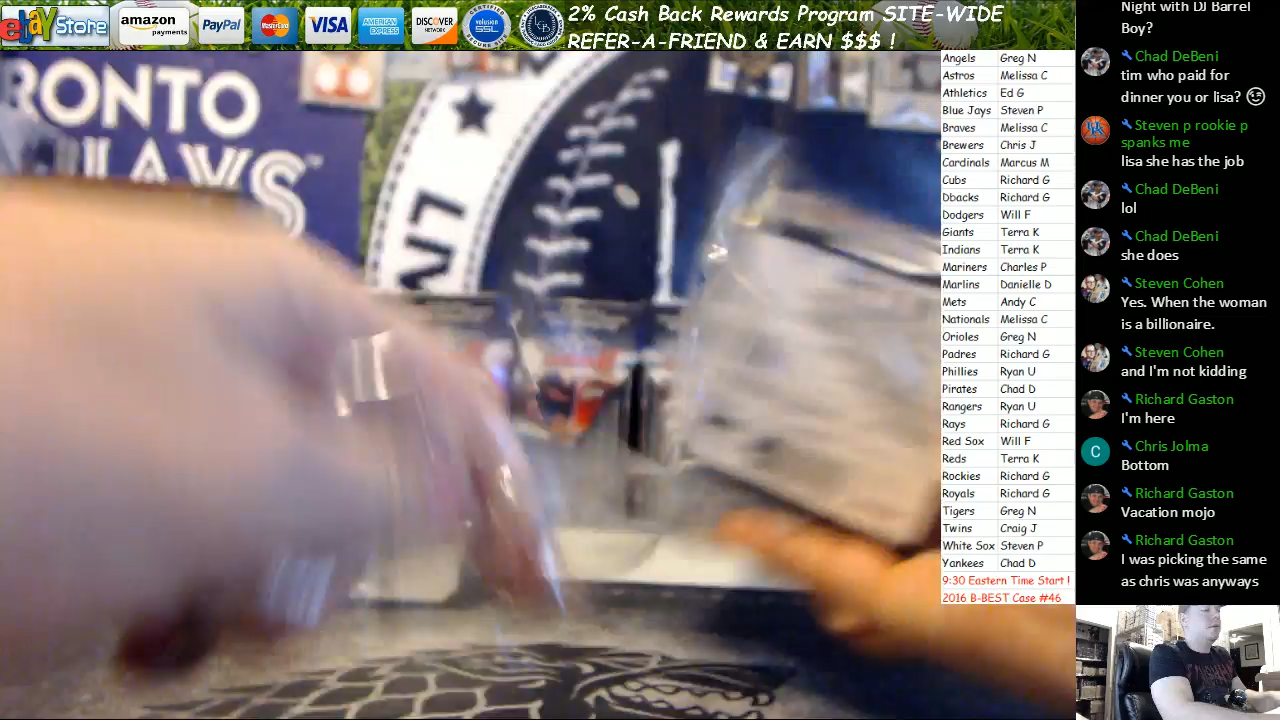 ebay Store
amazon
payments
PayPal
MasterCard
VISA
AMERICAN
EXPRESS
DISCOVER
NETWORK
volusion
SSL
2% Cash Back Rewards Program SITE-WIDE
REFER-A-FRIEND & EARN $$$ !
RONTO
Angels Greg N
Astros Melissa C
Athletics Ed G
Blue Jays Steven P
Braves Melissa C
Brewers Chris J
Cardinals Marcus M
Cubs Richard G
Dbacks Richard G
Dodgers Will F
Giants Terra K
Indians Terra K
Mariners Charles P
Marlins Danielle D
Mets Andy C
Nationals Melissa C
Orioles Greg N
Padres Richard G
Phillies Ryan U
Pirates Chad D
Rangers Ryan U
Rays Richard G
Red Sox Will F
Reds Terra K
Rockies Richard G
Royals Richard G
Tigers Greg N
Twins Craig J
White Sox Steven P
Yankees Chad D
9:30 Eastern Time Start !
2016 B-BEST Case #46
Night with DJ Barrel
Boy?
Chad DeBeni
tim who paid for
dinner you or lisa? 😉
Steven p rookie p
spanks me
lisa she has the job
Chad DeBeni
lol
Chad DeBeni
she does
Steven Cohen
Yes. When the woman
is a billionaire.
Steven Cohen
and I'm not kidding
Richard Gaston
I'm here
C
Chris Jolma
Bottom
Richard Gaston
Vacation mojo
Richard Gaston
I was picking the same
as chris was anyways